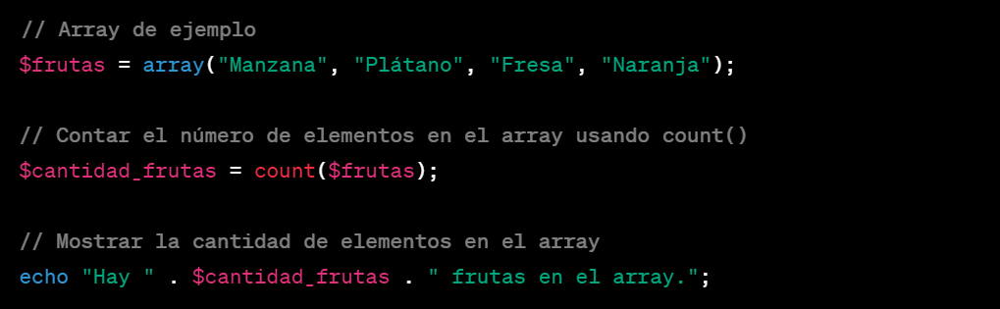 // Array de ejemplo
$frutas = array("Manzana", "Plátano", "Fresa", "Naranja");
// Contar el número de elementos en el array usando count()
$cantidad_frutas = count($frutas);
// Mostrar la cantidad de elementos en el array
echo "Hay " . $cantidad_frutas . " frutas en el array.";